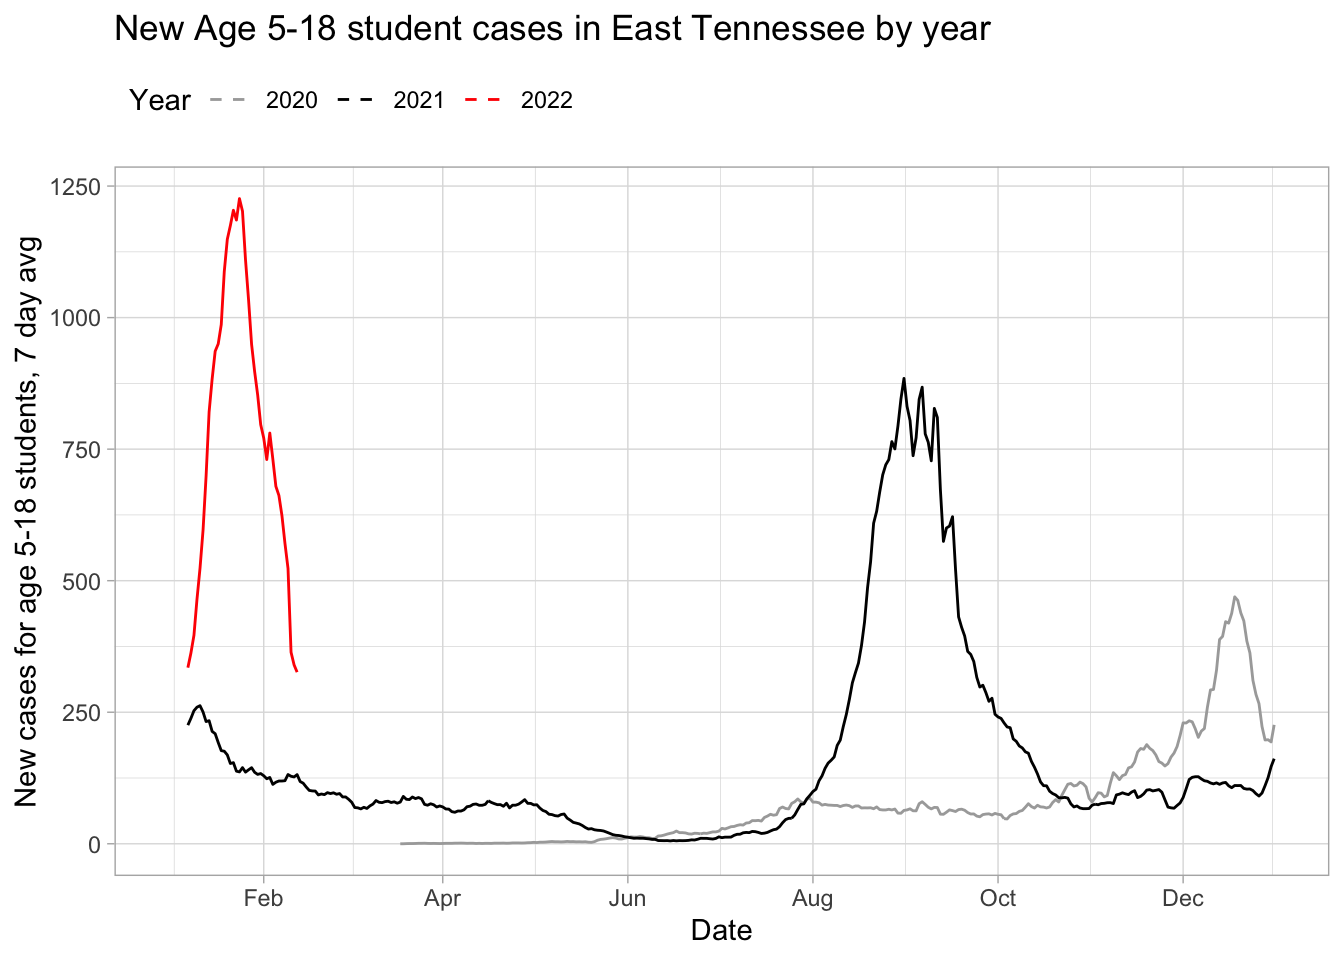 New Age 5-18 student cases in East Tennessee by year
Year 2020 2021 2022
New cases for age 5-18 students, 7 day avg
1250
1000
750
500
250
0
Feb Apr Jun Aug Oct Dec
Date